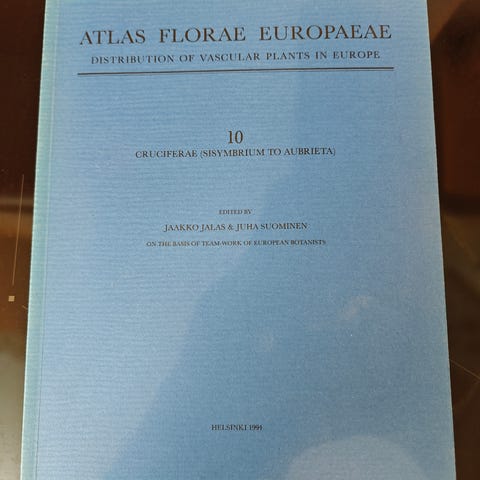 ATLAS FLORAE EUROPAEAE
DISTRIBUTION OF VASCULAR PLANTS IN EUROPE
10
CRUCIFERAE (SISYMBRIUM TO AUBRIETA)
EDITED BY
JAAKKO JALAS & JUHA SUOMINEN
ON THE BASIS OF TEAM-WORK OF EUROPEAN BOTANISTS
HELSINKI 1994